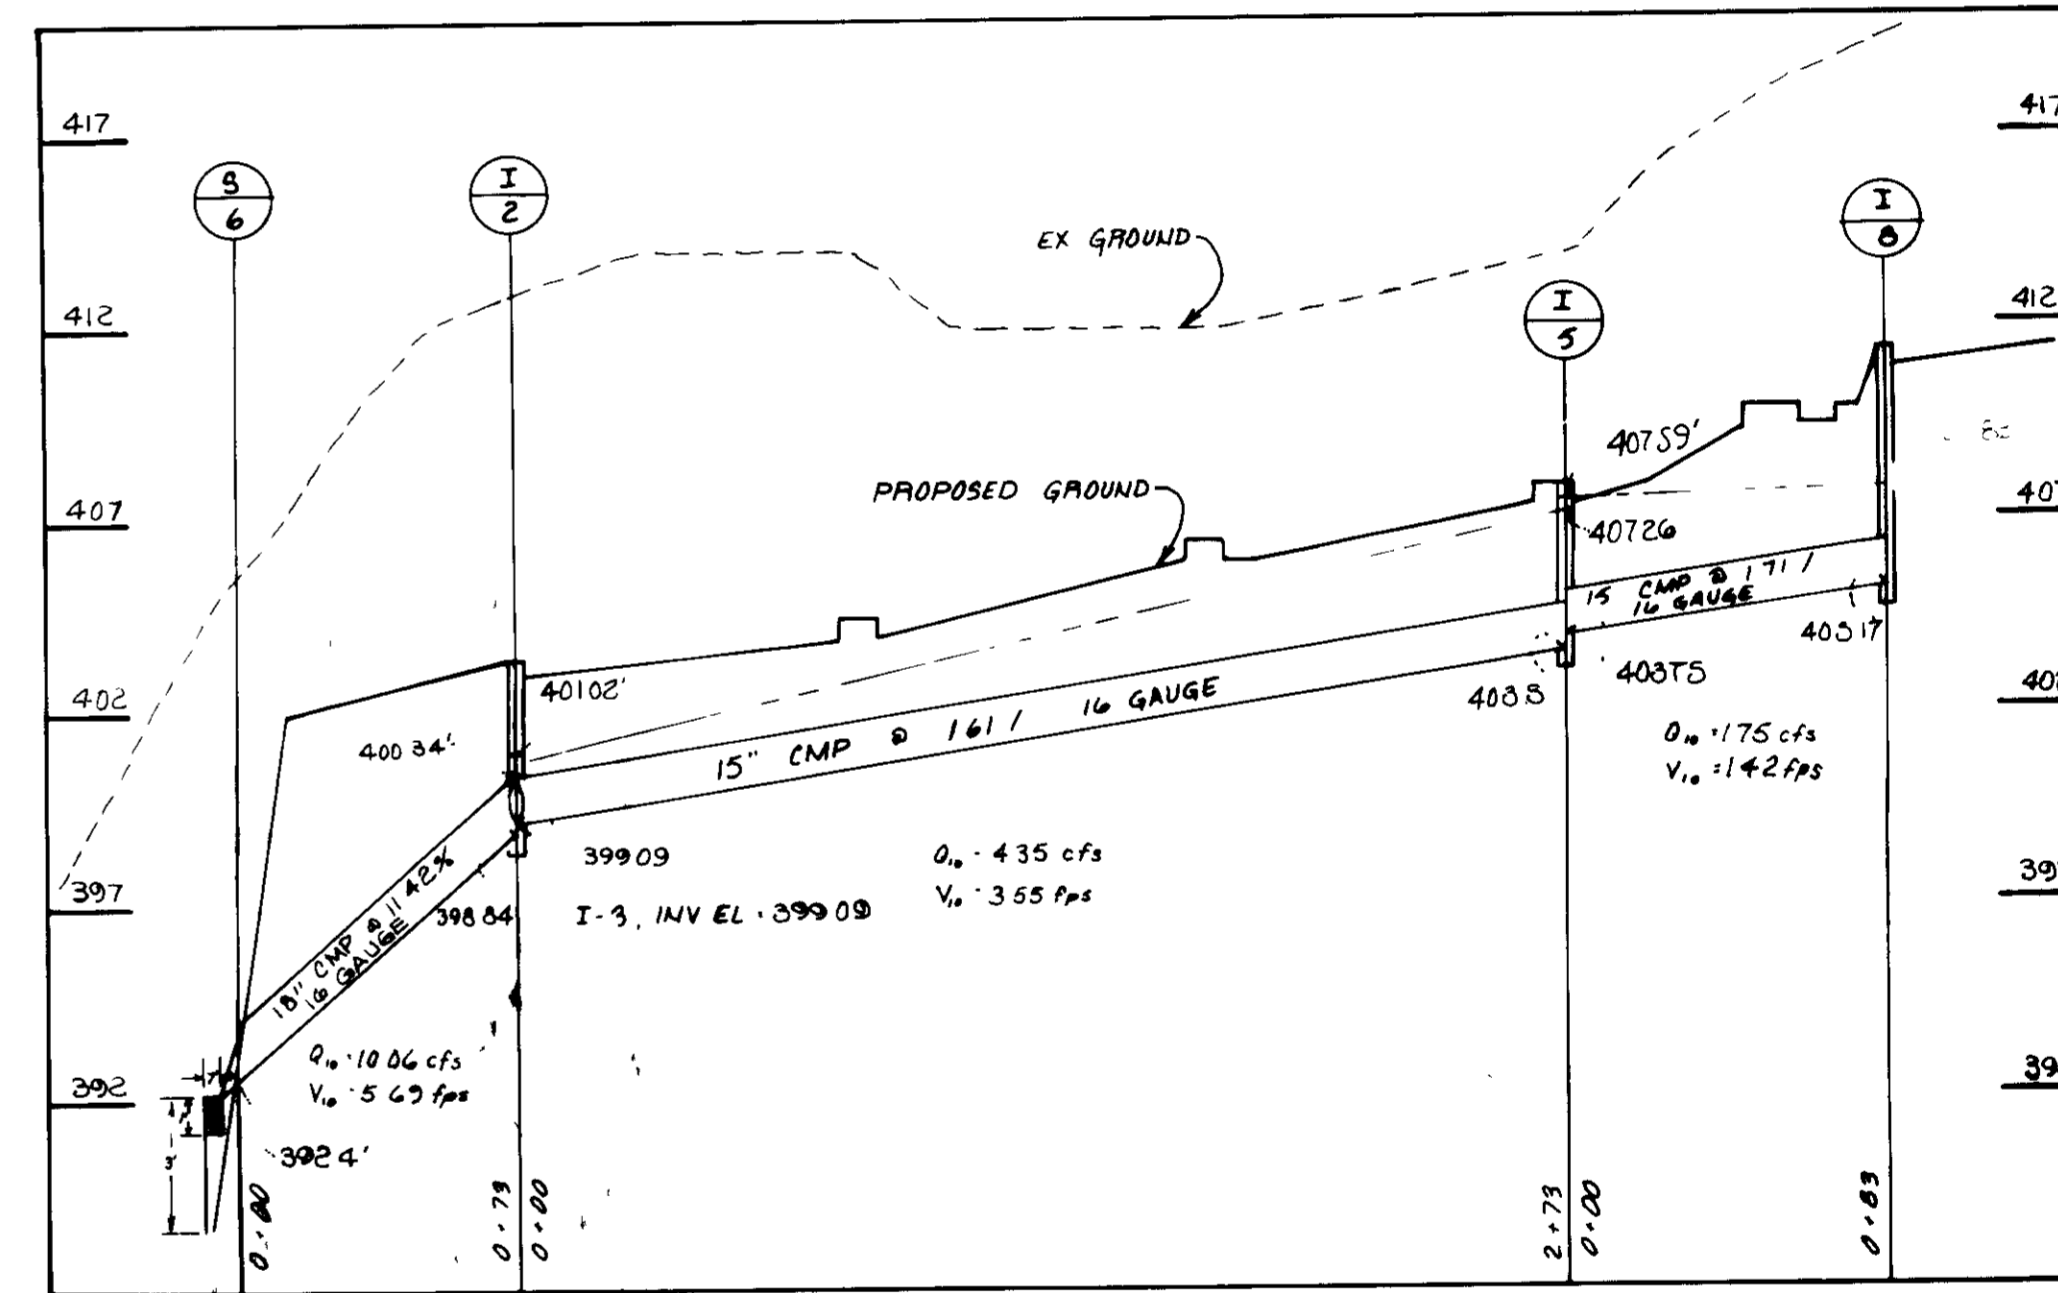 417
417
S
6
I
2
I
8
EX GROUND
412
412
I
5
407 59'
PROPOSED GROUND
407
407 26
15 CMP @ 1 71 /
16 GAUGE
403 17
401 02'
402
400 34'
403 S
403 75
15" CMP @ 1 61 / 16 GAUGE
Q10 · 1 75 cfs
V10 : 1 42 fps
399 09
Q10 · 4 35 cfs
V10 · 3 55 fps
397
398 84
I-3, INV EL · 399 09
18" CMP @ 11 42%
16 GAUGE
Q10 · 10 06 cfs
V10 · 5 69 fps
392
3'
392 4'
0+00
0+73
0+00
2+73
0+00
0+83